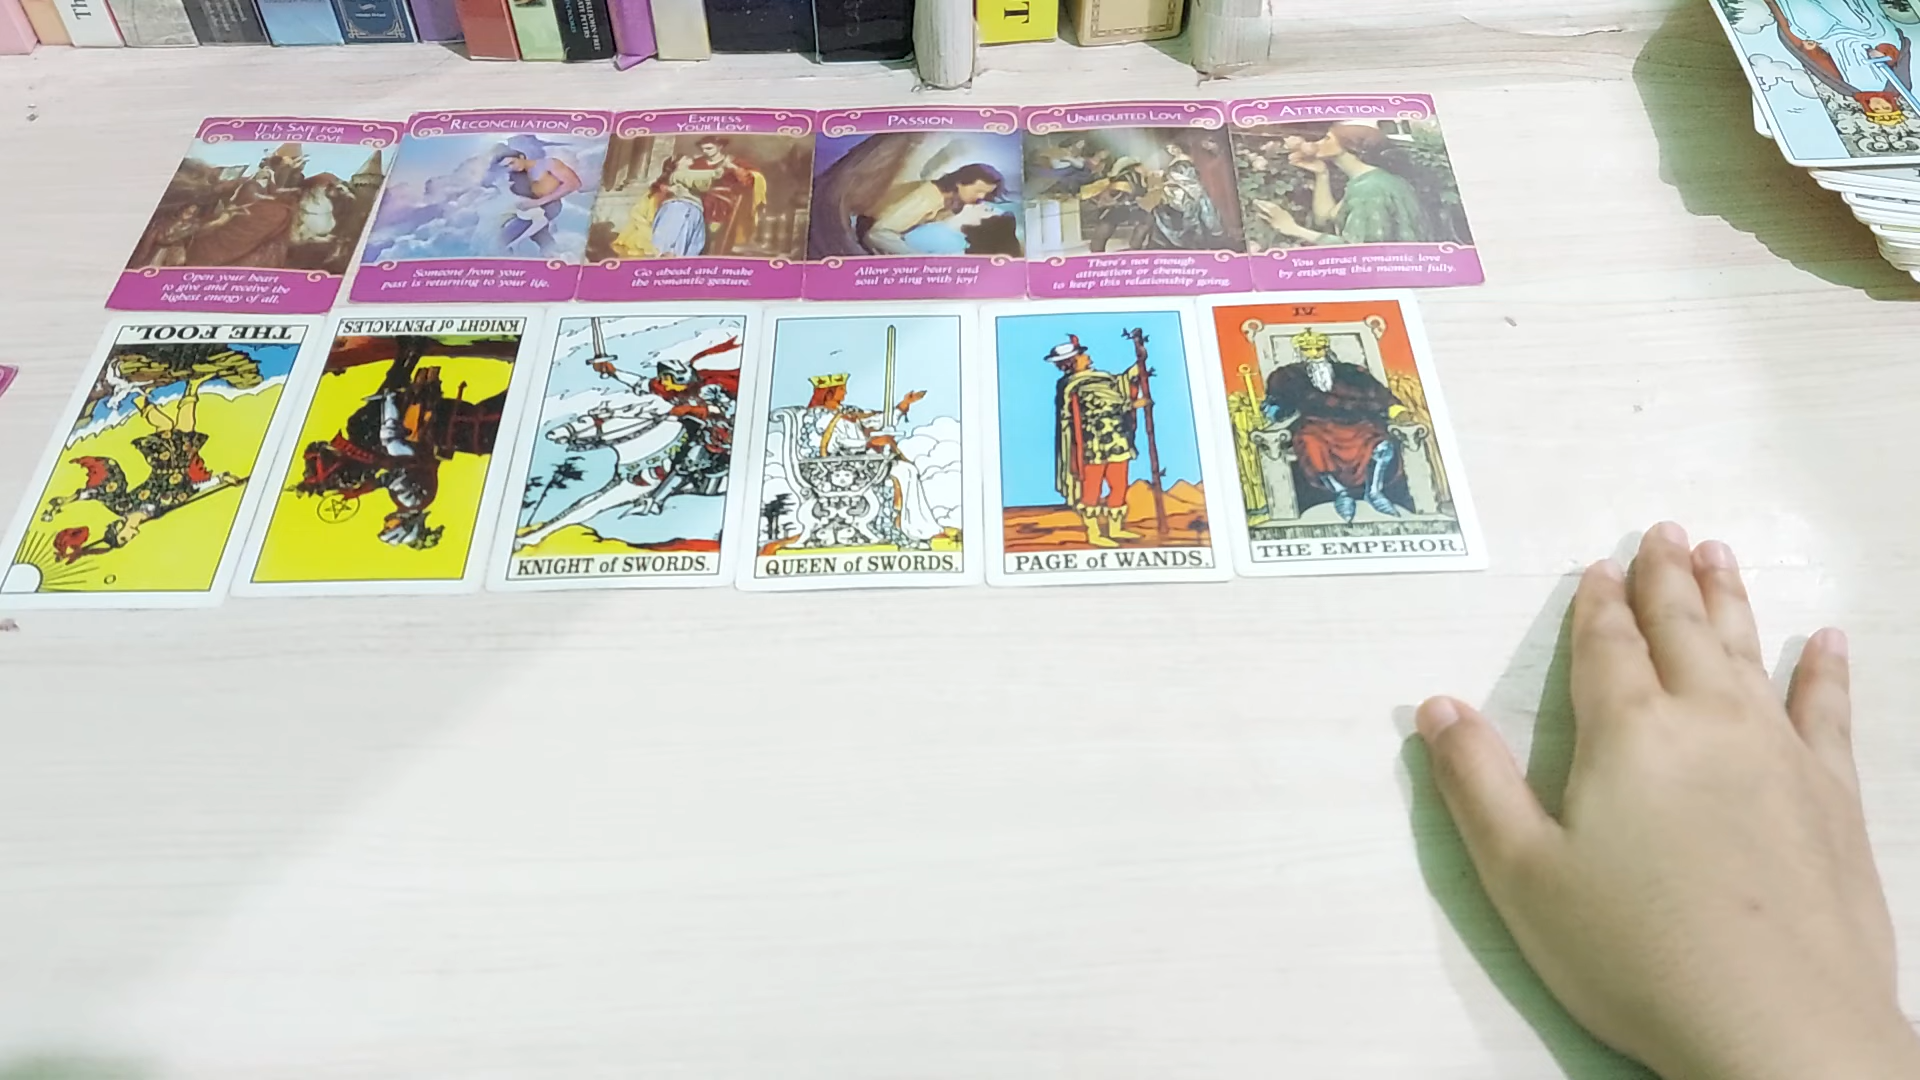 T
IT IS SAFE FOR
YOU TO LOVE
RECONCILIATION
EXPRESS
YOUR LOVE
PASSION
UNREQUITED LOVE
ATTRACTION
Open your heart
to give and receive the
highest energy of all.
Someone from your
past is returning to your life.
Go ahead and make
the romantic gesture.
Allow your heart and
soul to sing with joy!
There's not enough
attraction or chemistry
to keep this relationship going.
You attract romantic love
by enjoying this moment fully.
THE FOOL.
0
KNIGHT of PENTACLES
KNIGHT of SWORDS.
QUEEN of SWORDS.
PAGE of WANDS.
IV
THE EMPEROR.